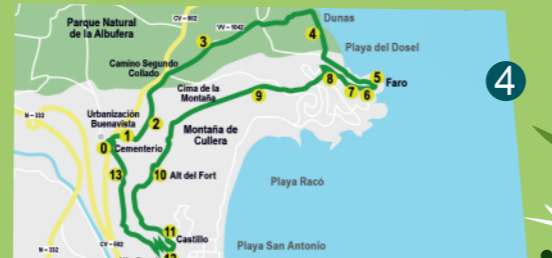 CV - 502
Parque Natural
de la Albufera
VV - 1042
Dunas
3
4
Playa del Dosel
Camino Segundo
Collado
8
5
Faro
4
7
6
Cima de la
Montaña
9
N - 332
Urbanización
Buenavista
1
2
Montaña de
Cullera
0
Cementerio
13
10
Alt del Fort
Playa Racó
11
Castillo
CV - 502
N - 332
Playa San Antonio
12